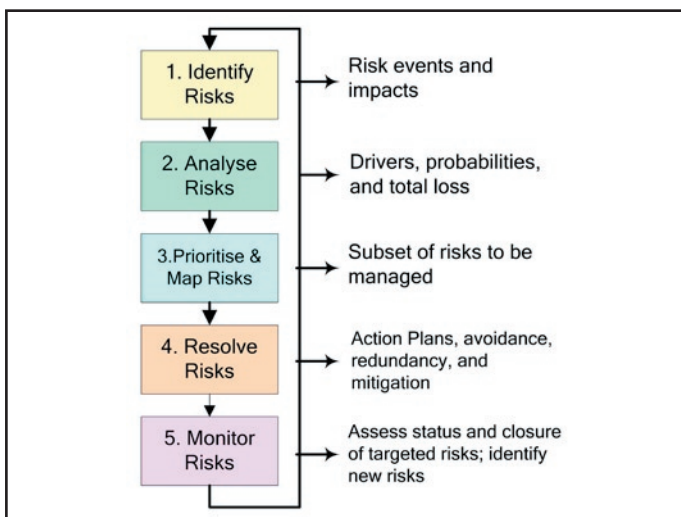 1. Identify
Risks
Risk events and
impacts
2. Analyse
Risks
Drivers, probabilities,
and total loss
3.Prioritise &
Map Risks
Subset of risks to be
managed
4. Resolve
Risks
Action Plans, avoidance,
redundancy, and
mitigation
5. Monitor
Risks
Assess status and closure
of targeted risks; identify
new risks